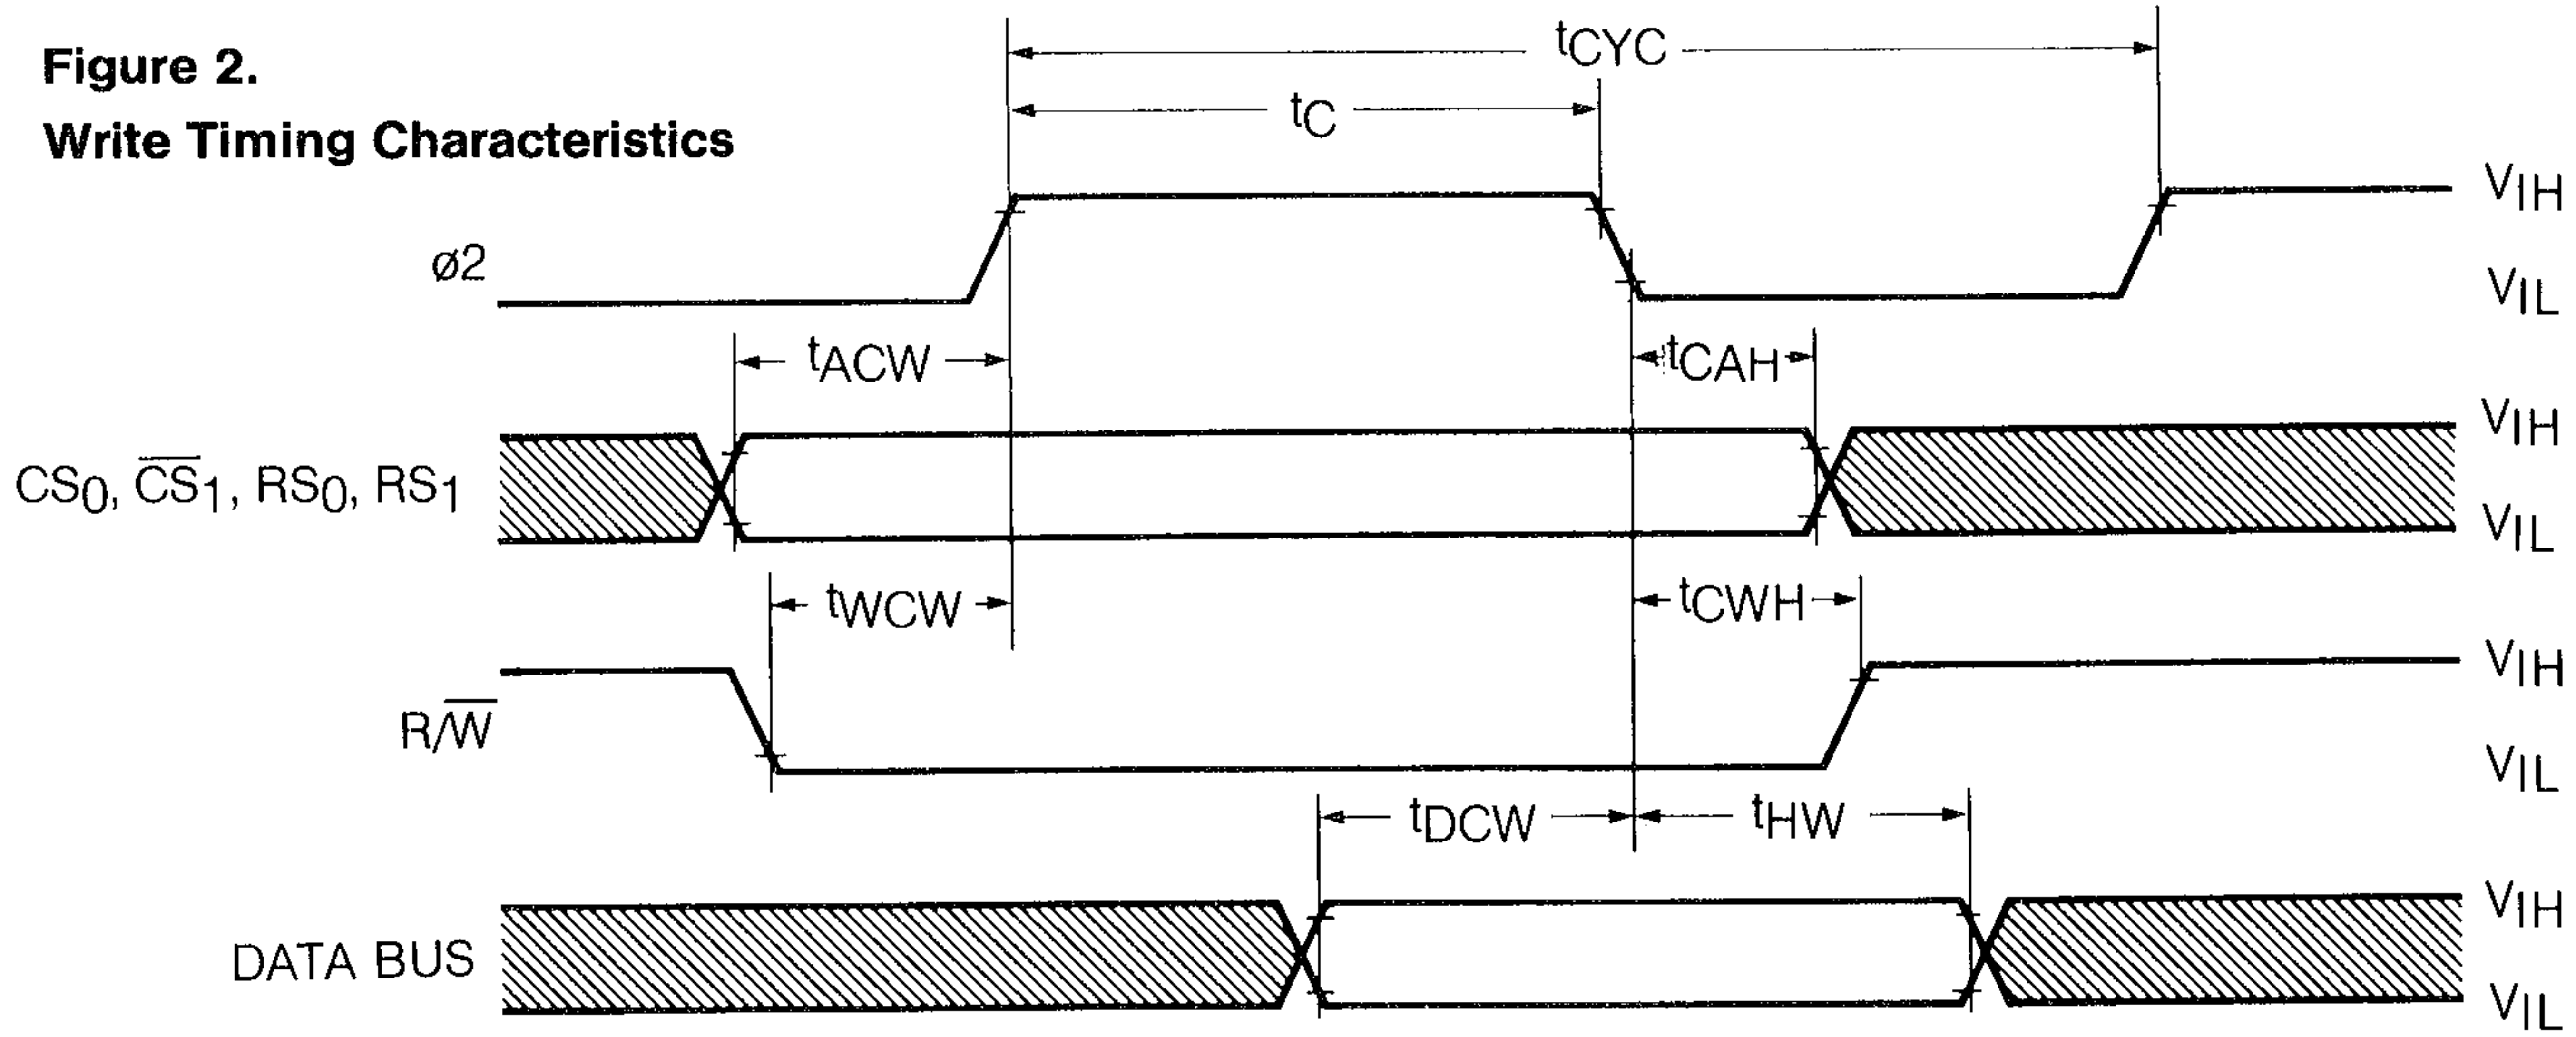 Figure 2.
Write Timing Characteristics
tCYC
tC
ø2
VIH
VIL
tACW
tCAH
CS0, C̅S̅1, RS0, RS1
VIH
VIL
tWCW
tCWH
R/W̅
VIH
VIL
tDCW
tHW
DATA BUS
VIH
VIL